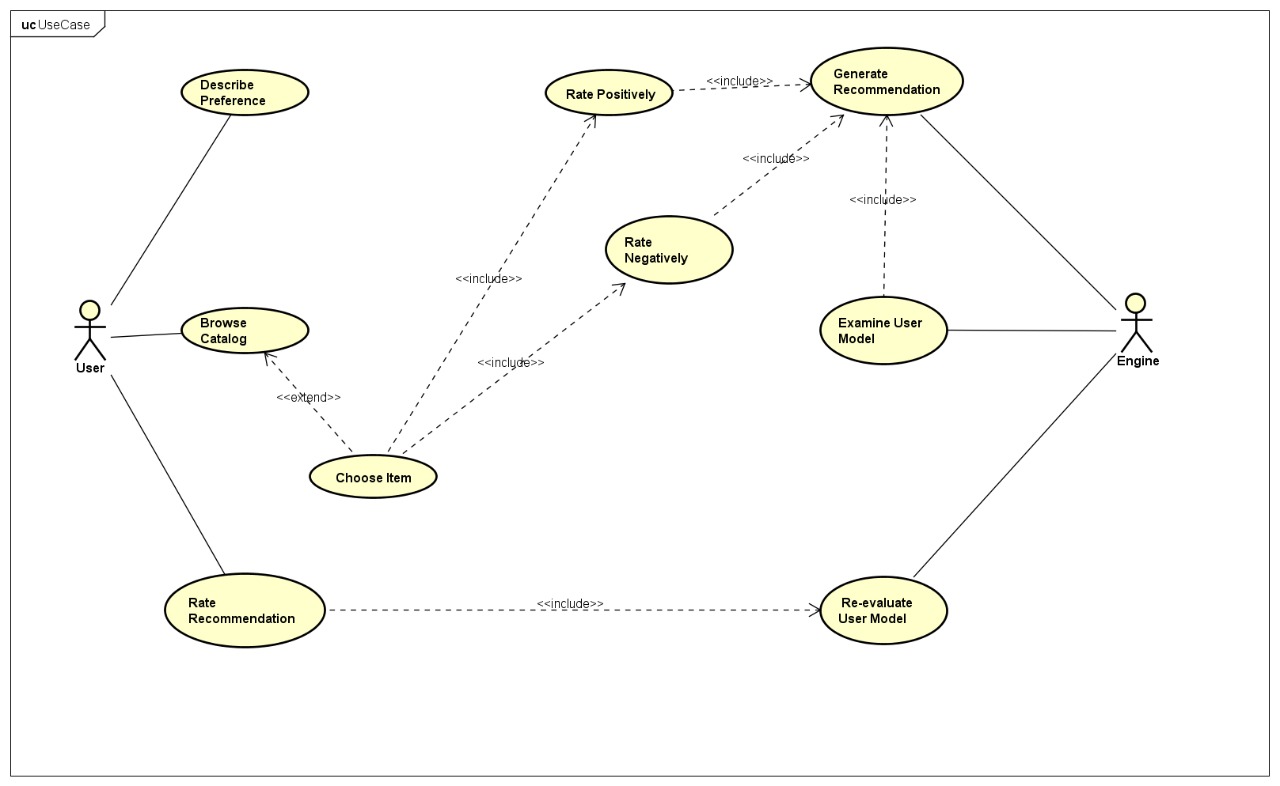 uc UseCase
Describe
Preference
Rate Positively
<<include>>
Generate
Recommendation
<<include>>
<<include>>
Rate
Negatively
<<include>>
User
Browse
Catalog
<<include>>
Examine User
Model
Engine
<<extend>>
Choose Item
Rate
Recommendation
<<include>>
Re-evaluate
User Model